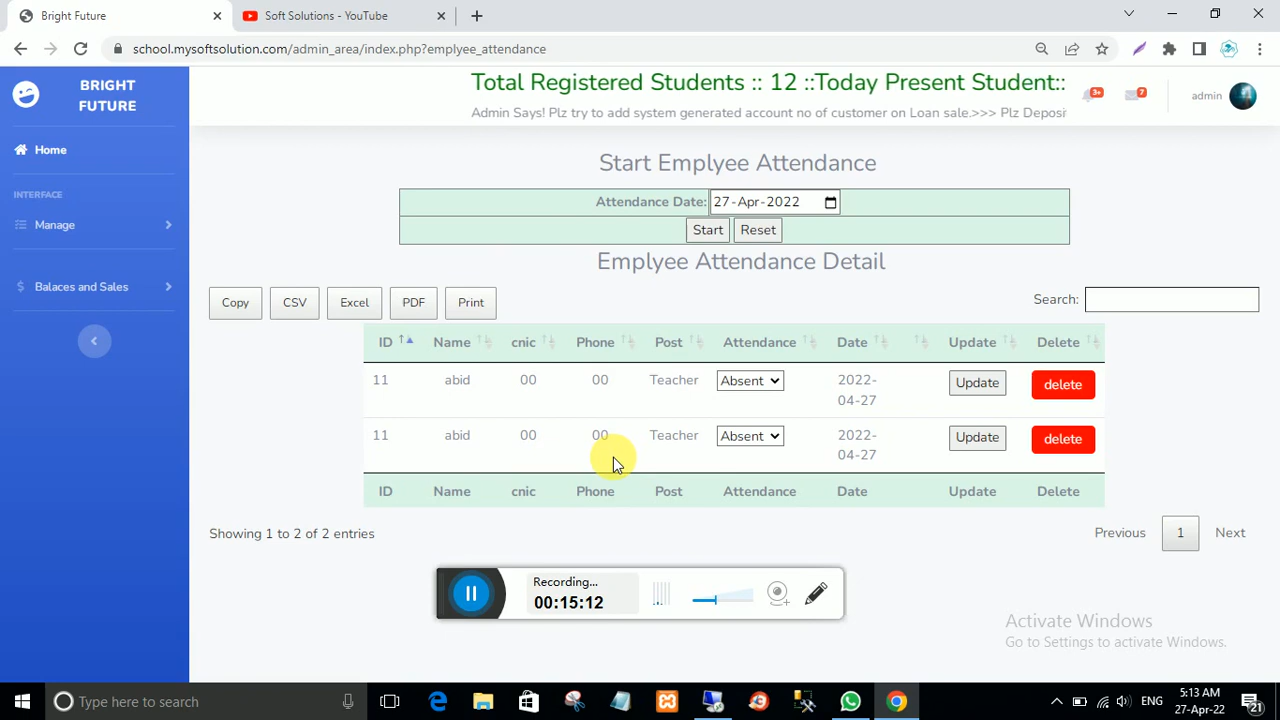 Bright Future
Soft Solutions - YouTube
school.mysoftsolution.com/admin_area/index.php?emplyee_attendance
BRIGHT
FUTURE
Total Registered Students :: 12 ::Today Present Student::
Admin Says! Plz try to add system generated account no of customer on Loan sale.>>> Plz Deposi
3+
7
admin
Home
INTERFACE
Manage
Balaces and Sales
Start Emplyee Attendance
Attendance Date: 27-Apr-2022
Start Reset
Emplyee Attendance Detail
Copy CSV Excel PDF Print Search:
ID Name cnic Phone Post Attendance Date Update Delete
11 abid 00 00 Teacher Absent 2022-
04-27 Update delete
11 abid 00 00 Teacher Absent 2022-
04-27 Update delete
ID Name cnic Phone Post Attendance Date Update Delete
Showing 1 to 2 of 2 entries
Previous 1 Next
Recording...
00:15:12
Activate Windows
Go to Settings to activate Windows.
Type here to search
ENG
5:13 AM
27-Apr-22
21